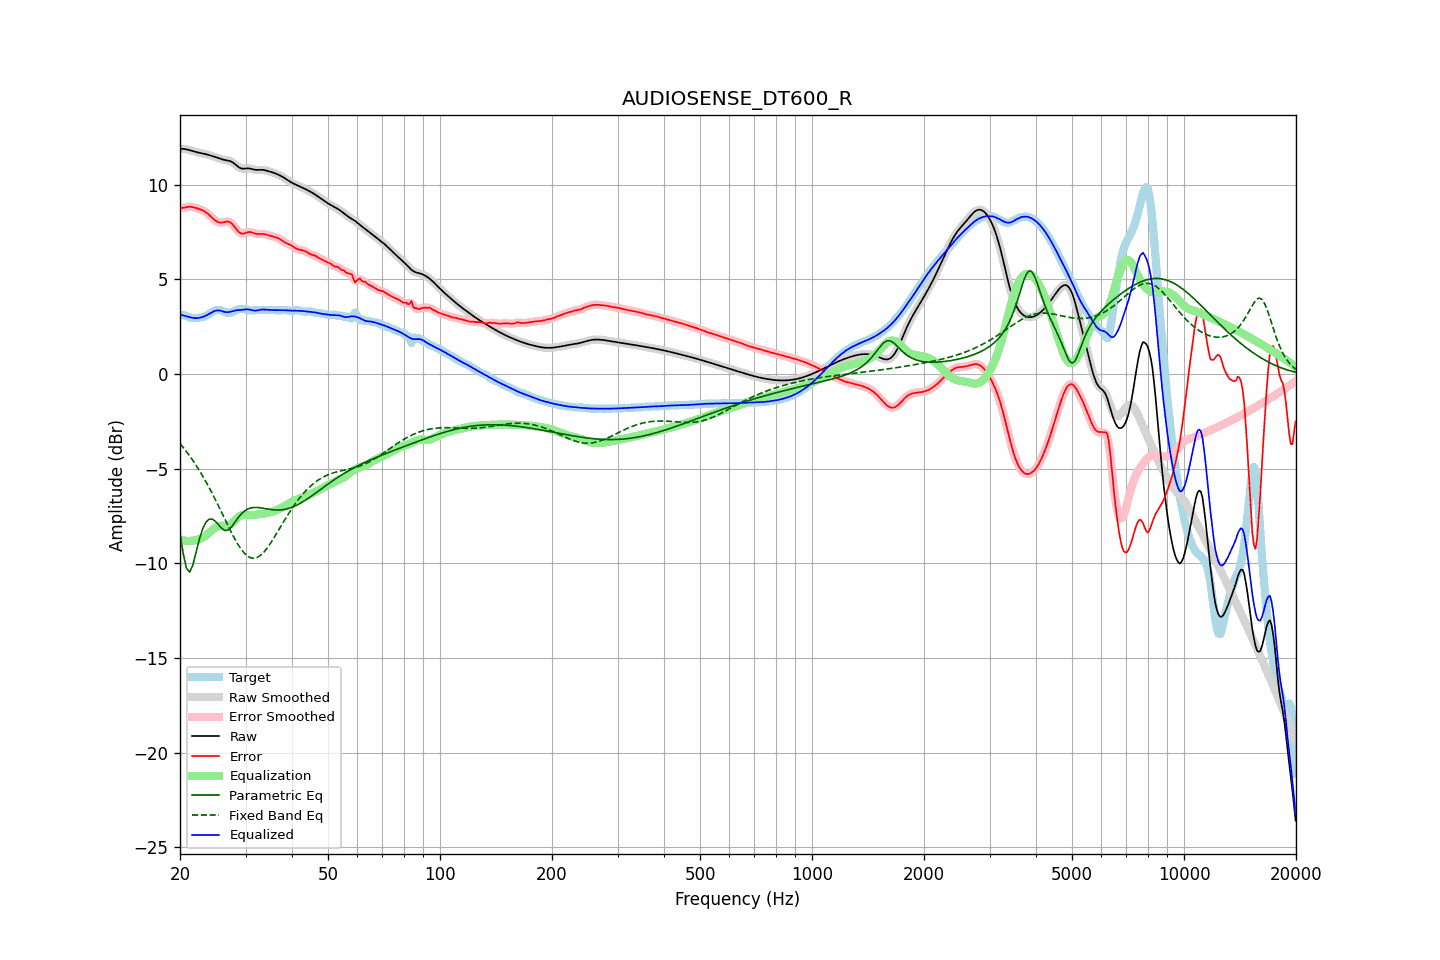 AUDIOSENSE_DT600_R
Amplitude (dBr)
10
5
0
−5
−10
−15
−20
−25
Target
Raw Smoothed
Error Smoothed
Raw
Error
Equalization
Parametric Eq
Fixed Band Eq
Equalized
20 50 100 200 500 1000 2000 5000 10000 20000
Frequency (Hz)